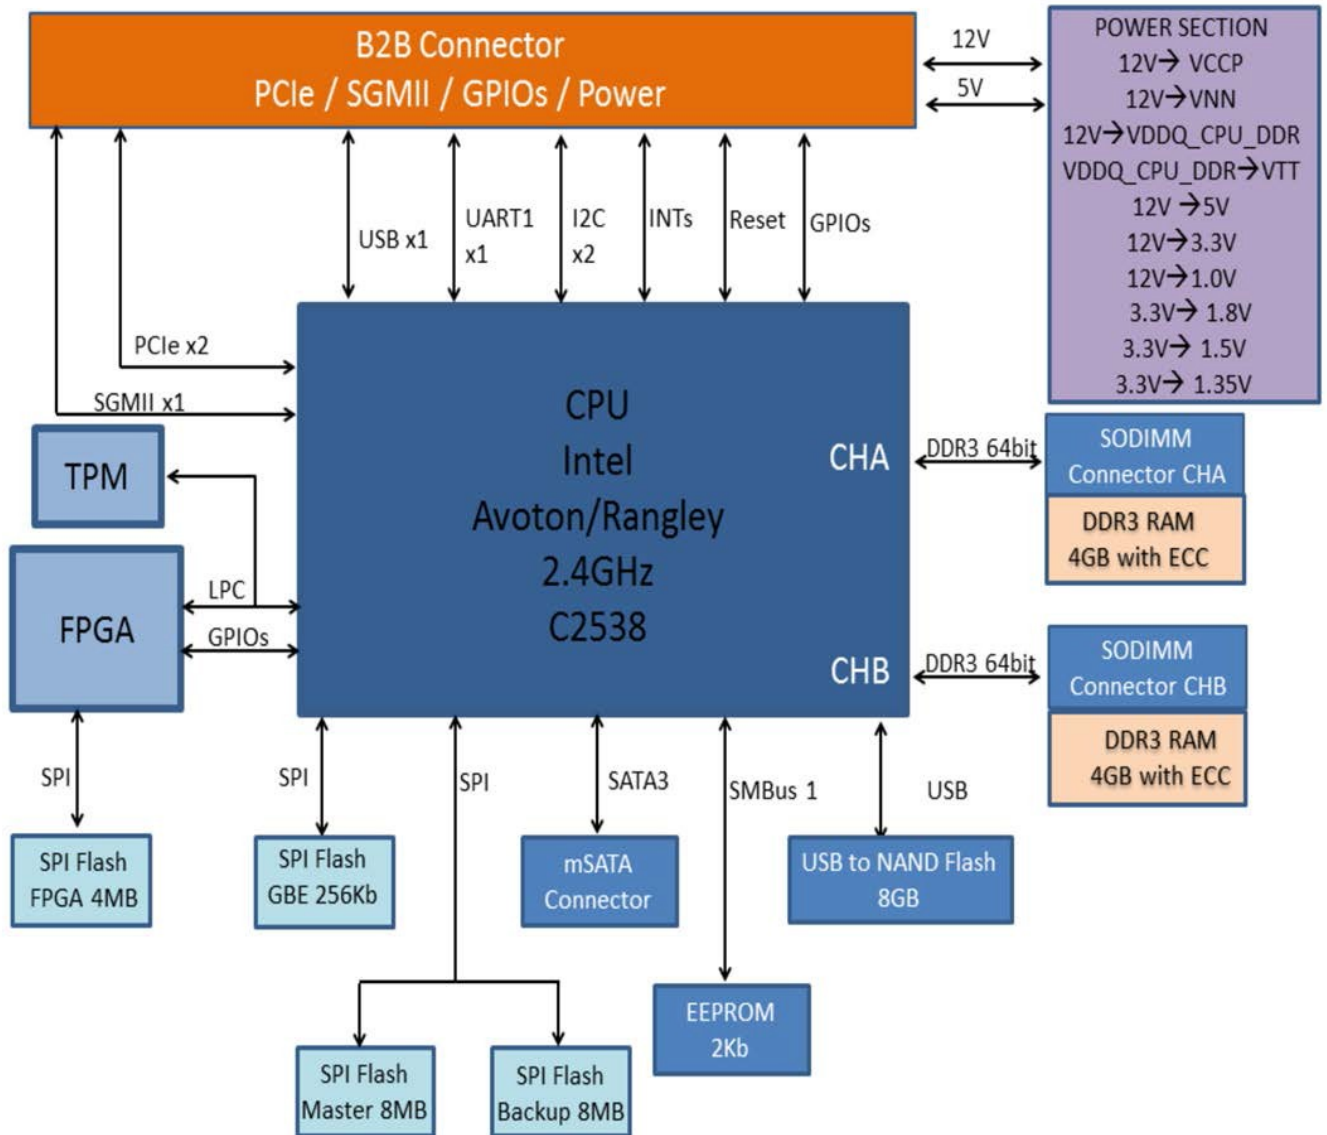 B2B Connector
PCIe / SGMII / GPIOs / Power
12V
5V
POWER SECTION
12V→ VCCP
12V→VNN
12V→VDDQ_CPU_DDR
VDDQ_CPU_DDR→VTT
12V →5V
12V→3.3V
12V→1.0V
3.3V→ 1.8V
3.3V→ 1.5V
3.3V→ 1.35V
USB x1
UART1
x1
I2C
x2
INTs
Reset
GPIOs
PCIe x2
SGMII x1
CPU
Intel
Avoton/Rangley
2.4GHz
C2538
CHA
CHB
TPM
FPGA
LPC
GPIOs
DDR3 64bit
SODIMM
Connector CHA
DDR3 RAM
4GB with ECC
DDR3 64bit
SODIMM
Connector CHB
DDR3 RAM
4GB with ECC
SPI
SPI
SPI
SATA3
SMBus 1
USB
SPI Flash
FPGA 4MB
SPI Flash
GBE 256Kb
mSATA
Connector
USB to NAND Flash
8GB
EEPROM
2Kb
SPI Flash
Master 8MB
SPI Flash
Backup 8MB